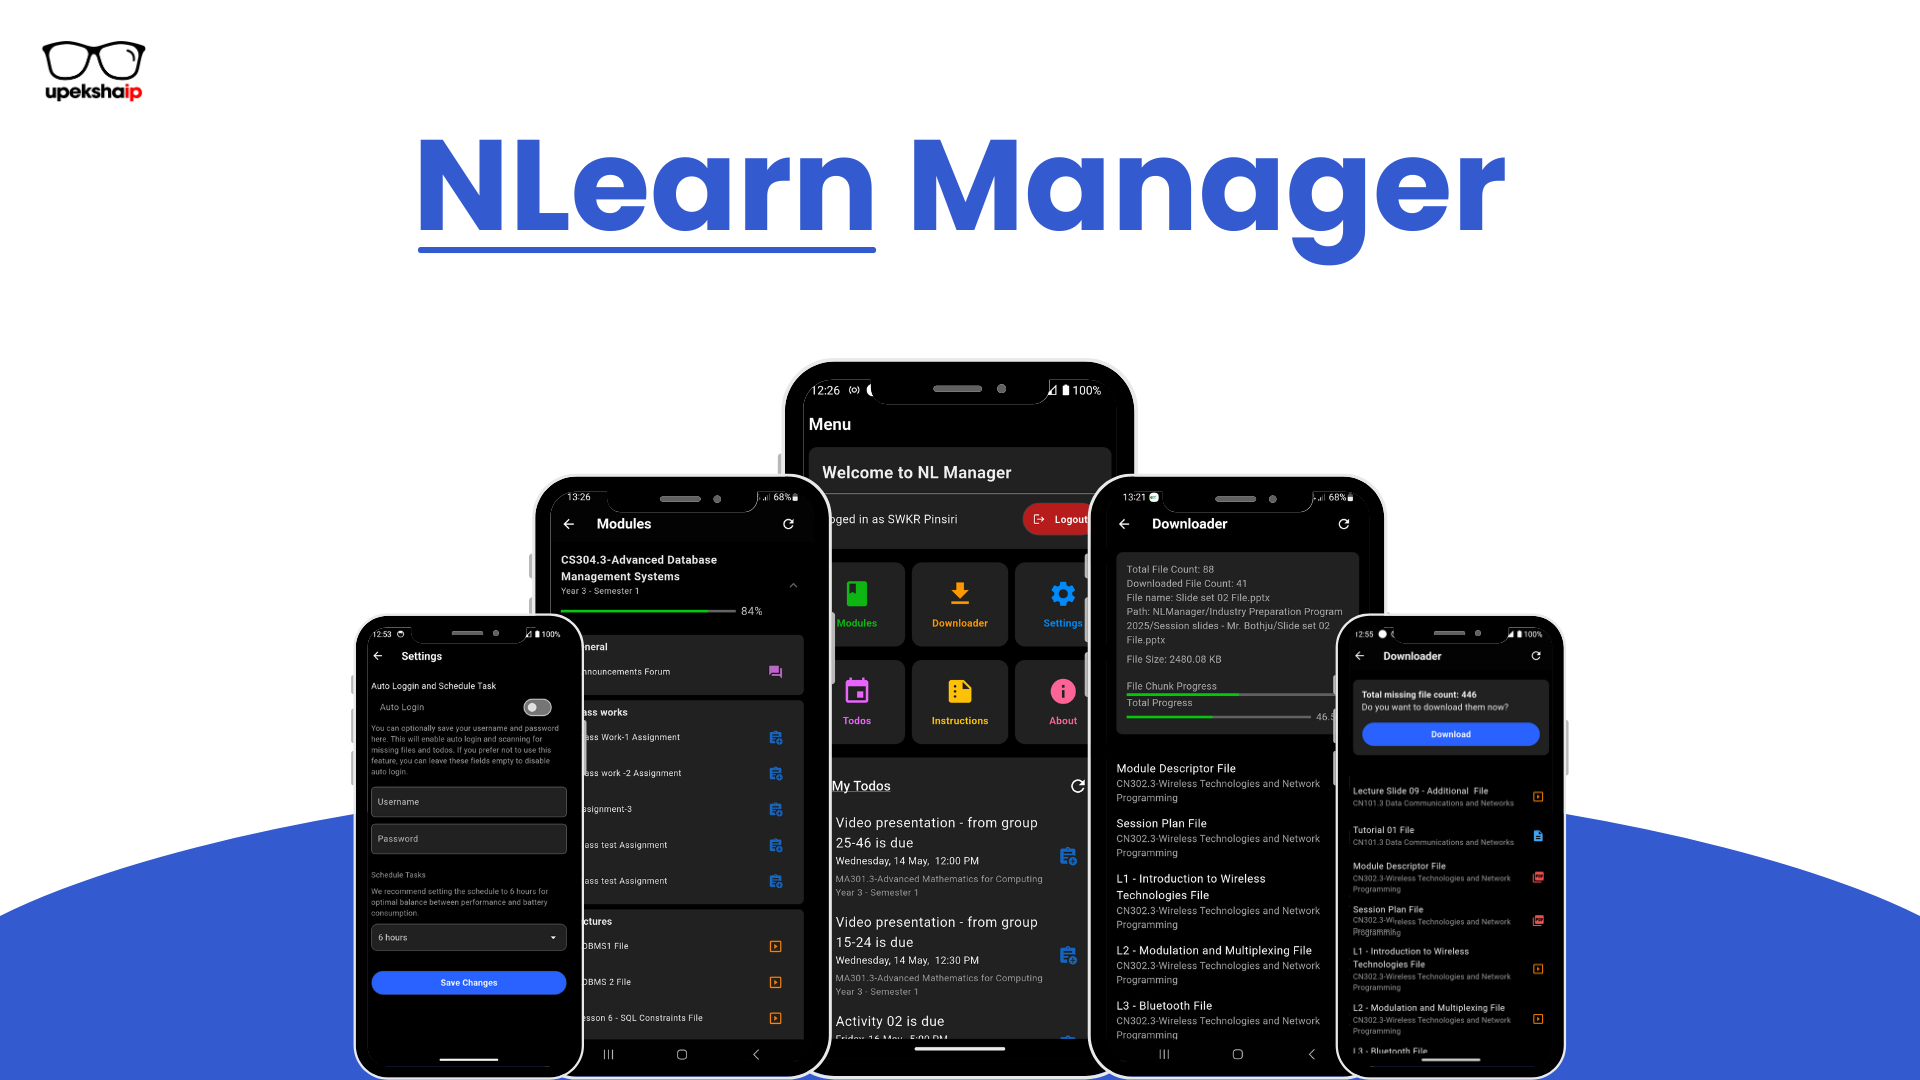 upekshaip
NLearn Manager
12:53
100%
Settings
Auto Loggin and Schedule Task
Auto Login
You can optionally save your username and password
here. This will enable auto login and scanning for
missing files and todos. If you prefer not to use this
feature, you can leave these fields empty to disable
auto login.
Username
Password
Schedule Tasks
We recommend setting the schedule to 6 hours for
optimal balance between performance and battery
consumption.
6 hours
Save Changes
13:26
68%
Modules
CS304.3-Advanced Database
Management Systems
Year 3 - Semester 1
84%
neral
nnouncements Forum
ass works
ass Work-1 Assignment
ass work -2 Assignment
signment-3
ass test Assignment
ass test Assignment
ctures
DBMS1 File
DBMS 2 File
esson 6 - SQL Constraints File
12:26
100%
Menu
Welcome to NL Manager
ged in as SWKR Pinsiri
Logout
Modules
Downloader
Settings
Todos
Instructions
About
My Todos
Video presentation - from group
25-46 is due
Wednesday, 14 May, 12:00 PM
MA301.3-Advanced Mathematics for Computing
Year 3 - Semester 1
Video presentation - from group
15-24 is due
Wednesday, 14 May, 12:30 PM
MA301.3-Advanced Mathematics for Computing
Year 3 - Semester 1
Activity 02 is due
Friday, 16 May, 5:00 PM
13:21
68%
Downloader
Total File Count: 88
Downloaded File Count: 41
File name: Slide set 02 File.pptx
Path: NLManager/Industry Preparation Program
2025/Session slides - Mr. Bothju/Slide set 02
File.pptx
File Size: 2480.08 KB
File Chunk Progress
Total Progress
46.5
Module Descriptor File
CN302.3-Wireless Technologies and Network
Programming
Session Plan File
CN302.3-Wireless Technologies and Network
Programming
L1 - Introduction to Wireless
Technologies File
CN302.3-Wireless Technologies and Network
Programming
L2 - Modulation and Multiplexing File
CN302.3-Wireless Technologies and Network
Programming
L3 - Bluetooth File
CN302.3-Wireless Technologies and Network
Programming
12:55
100%
Downloader
Total missing file count: 446
Do you want to download them now?
Download
Lecture Slide 09 - Additional File
CN101.3 Data Communications and Networks
Tutorial 01 File
CN101.3 Data Communications and Networks
Module Descriptor File
CN302.3-Wireless Technologies and Network
Programming
Session Plan File
CN302.3-Wireless Technologies and Network
Programming
L1 - Introduction to Wireless
Technologies File
CN302.3-Wireless Technologies and Network
Programming
L2 - Modulation and Multiplexing File
CN302.3-Wireless Technologies and Network
Programming
L3 - Bluetooth File